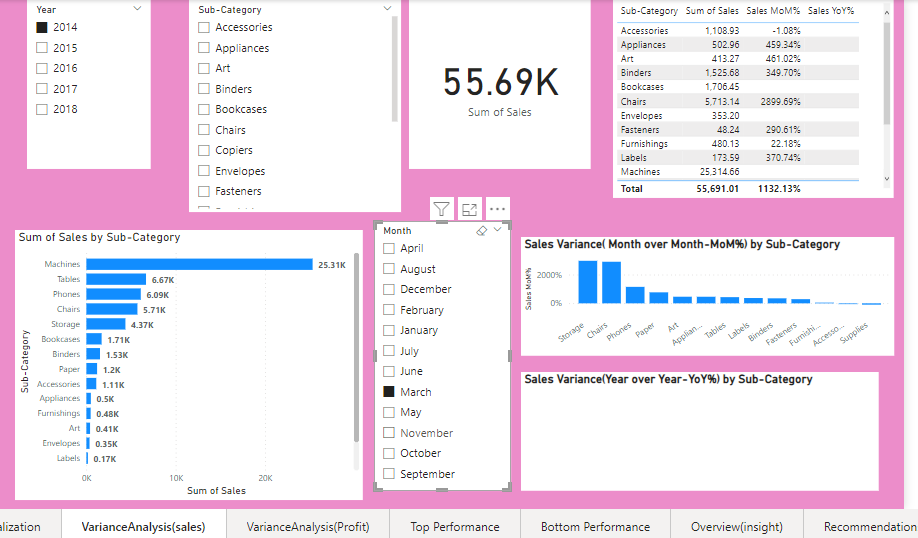 Year
2014
2015
2016
2017
2018
Sub-Category
Accessories
Appliances
Art
Binders
Bookcases
Chairs
Copiers
Envelopes
Fasteners
55.69K
Sum of Sales
Sub-Category Sum of Sales Sales MoM% Sales YoY%
Accessories 1,108.93 -1.08%
Appliances 502.96 459.34%
Art 413.27 461.02%
Binders 1,525.68 349.70%
Bookcases 1,706.45
Chairs 5,713.14 2899.69%
Envelopes 353.20
Fasteners 48.24 290.61%
Furnishings 480.13 22.18%
Labels 173.59 370.74%
Machines 25,314.66
Total 55,691.01 1132.13%
Sum of Sales by Sub-Category
Sub-Category
Machines 25.31K
Tables 6.67K
Phones 6.09K
Chairs 5.71K
Storage 4.37K
Bookcases 1.71K
Binders 1.53K
Paper 1.2K
Accessories 1.11K
Appliances 0.5K
Furnishings 0.48K
Art 0.41K
Envelopes 0.35K
Labels 0.17K
0K 10K 20K
Sum of Sales
Month
April
August
December
February
January
July
June
March
May
November
October
September
Sales Variance( Month over Month-MoM%) by Sub-Category
Sales MoM%
2000%
0%
Storage Chairs Phones Paper Art Applian... Tables Labels Binders Fasteners Furnishi... Accesso... Supplies
Sales Variance(Year over Year-YoY%) by Sub-Category
alization VarianceAnalysis(sales) VarianceAnalysis(Profit) Top Performance Bottom Performance Overview(insight) Recommendation